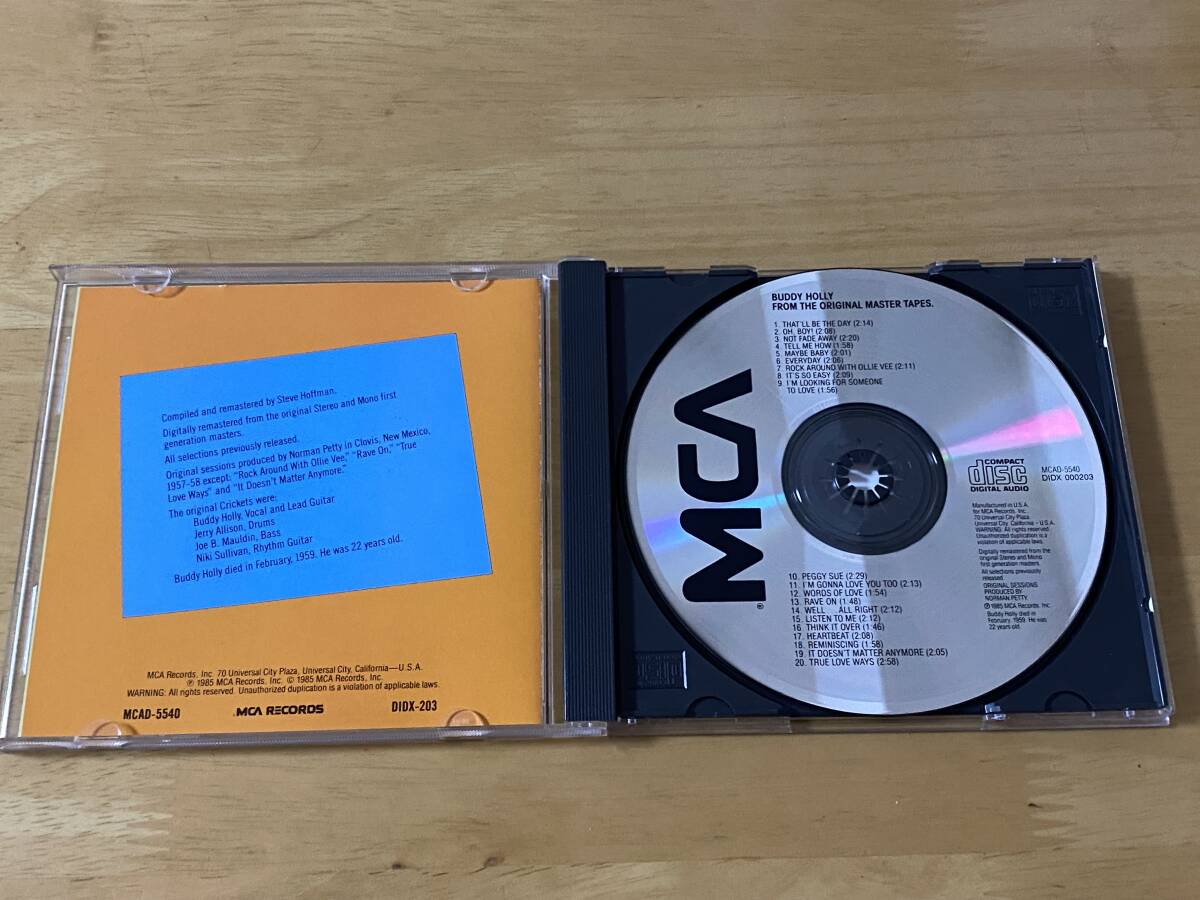 Compiled and remastered by Steve Hoffman.
Digitally remastered from the original Stereo and Mono first
generation masters.
All selections previously released.
Original sessions produced by Norman Petty in Clovis, New Mexico,
1957-58 except: "Rock Around With Ollie Vee," "Rave On," "True
Love Ways" and "It Doesn't Matter Anymore."
The original Crickets were:
Buddy Holly, Vocal and Lead Guitar
Jerry Allison, Drums
Joe B. Mauldin, Bass
Niki Sullivan, Rhythm Guitar
Buddy Holly died in February, 1959. He was 22 years old.
MCA Records, Inc. 70 Universal City Plaza, Universal City, California—U.S.A.
℗ 1985 MCA Records, Inc. © 1985 MCA Records, Inc.
WARNING: All rights reserved. Unauthorized duplication is a violation of applicable laws.
MCAD-5540
MCA RECORDS
DIDX-203
BUDDY HOLLY
FROM THE ORIGINAL MASTER TAPES.
1. THAT'LL BE THE DAY (2:14)
2. OH, BOY! (2:08)
3. NOT FADE AWAY (2:20)
4. TELL ME HOW (1:58)
5. MAYBE BABY (2:01)
6. EVERYDAY (2:06)
7. ROCK AROUND WITH OLLIE VEE (2:11)
8. IT'S SO EASY (2:09)
9. I'M LOOKING FOR SOMEONE
TO LOVE (1:56)
MCA®
COMPACT
disc
DIGITAL AUDIO
MCAD-5540
DIDX 000203
Manufactured in U.S.A.
for MCA Records, Inc.
70 Universal City Plaza,
Universal City, California - U.S.A.
WARNING: All rights reserved.
Unauthorized duplication is a
violation of applicable laws.
Digitally remastered from the
original Stereo and Mono
first generation masters.
All selections previously
released.
ORIGINAL SESSIONS
PRODUCED BY
NORMAN PETTY.
℗ 1985 MCA Records, Inc.
Buddy Holly died in
February, 1959. He was
22 years old.
10. PEGGY SUE (2:29)
11. I'M GONNA LOVE YOU TOO (2:13)
12. WORDS OF LOVE (1:54)
13. RAVE ON (1:48)
14. WELL... ALL RIGHT (2:12)
15. LISTEN TO ME (2:12)
16. THINK IT OVER (1:46)
17. HEARTBEAT (2:08)
18. REMINISCING (1:58)
19. IT DOESN'T MATTER ANYMORE (2:05)
20. TRUE LOVE WAYS (2:58)